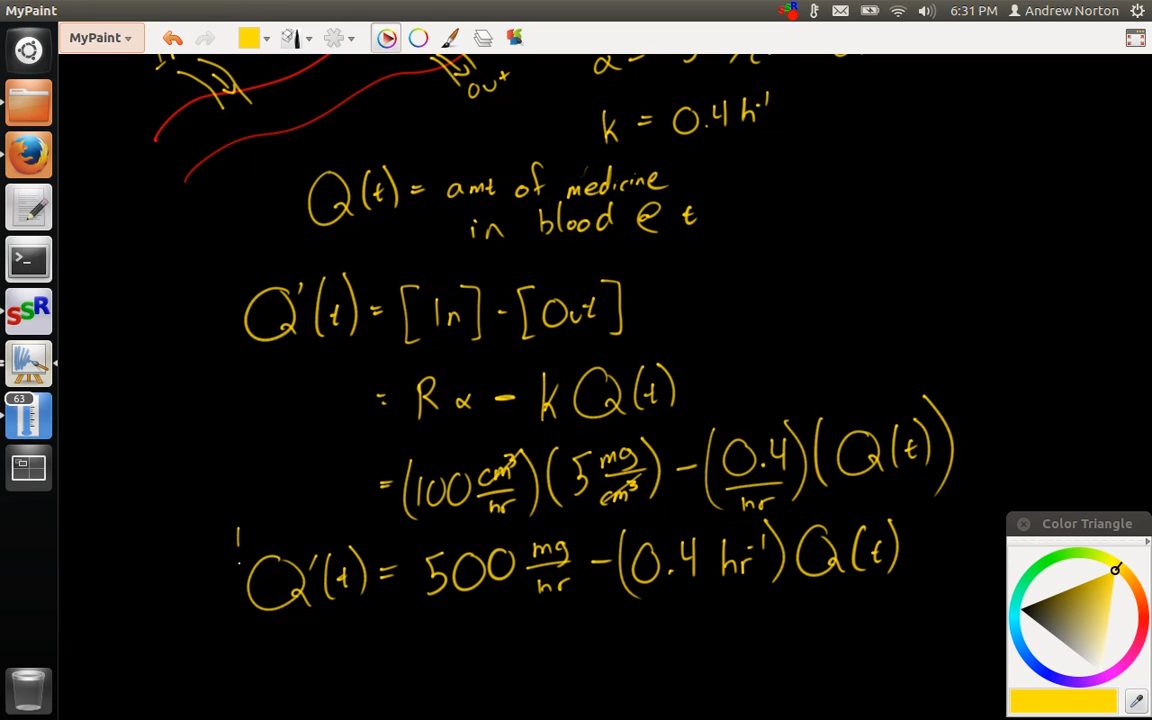 MyPaint
6:31 PM Andrew Norton
MyPaint
out
k = 0.4 h⁻¹
Q(t) = amt of medicine
in blood @ t
Q'(t) = [In] - [Out]
= Rα - kQ(t)
= (100 cm³/hr)(5 mg/cm³) - (0.4/hr)(Q(t))
Q'(t) = 500 mg/hr - (0.4 hr⁻¹)Q(t)
SSR
63
Color Triangle